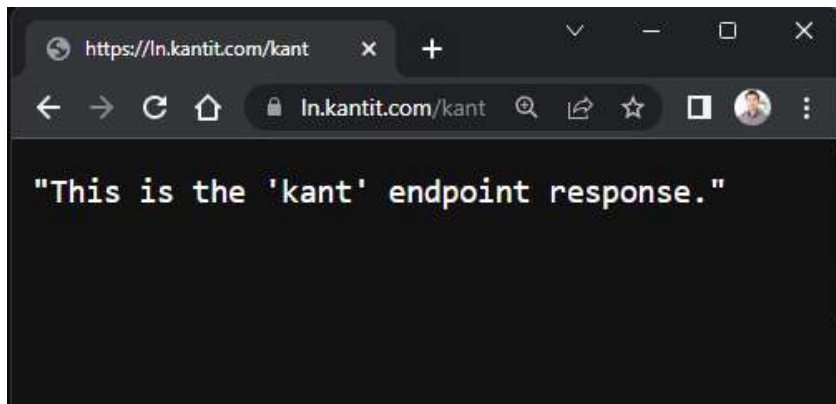 https://ln.kantit.com/kant
ln.kantit.com/kant
"This is the 'kant' endpoint response."